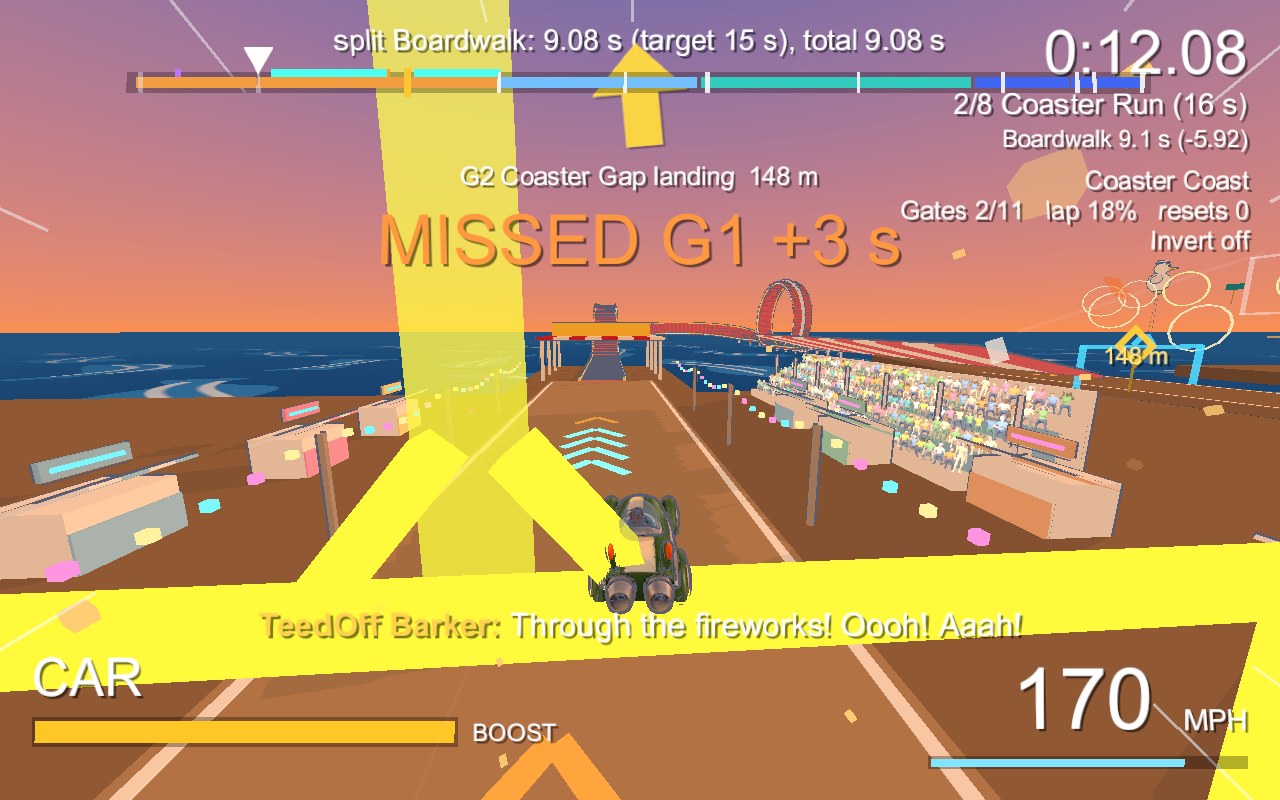 split Boardwalk: 9.08 s (target 15 s), total 9.08 s
0:12.08
2/8 Coaster Run (16 s)
Boardwalk 9.1 s (-5.92)
G2 Coaster Gap landing 148 m
Coaster Coast
Gates 2/11 lap 18% resets 0
Invert off
MISSED G1 +3 s
148 m
TeedOff Barker: Through the fireworks! Oooh! Aaah!
CAR
BOOST
170 MPH